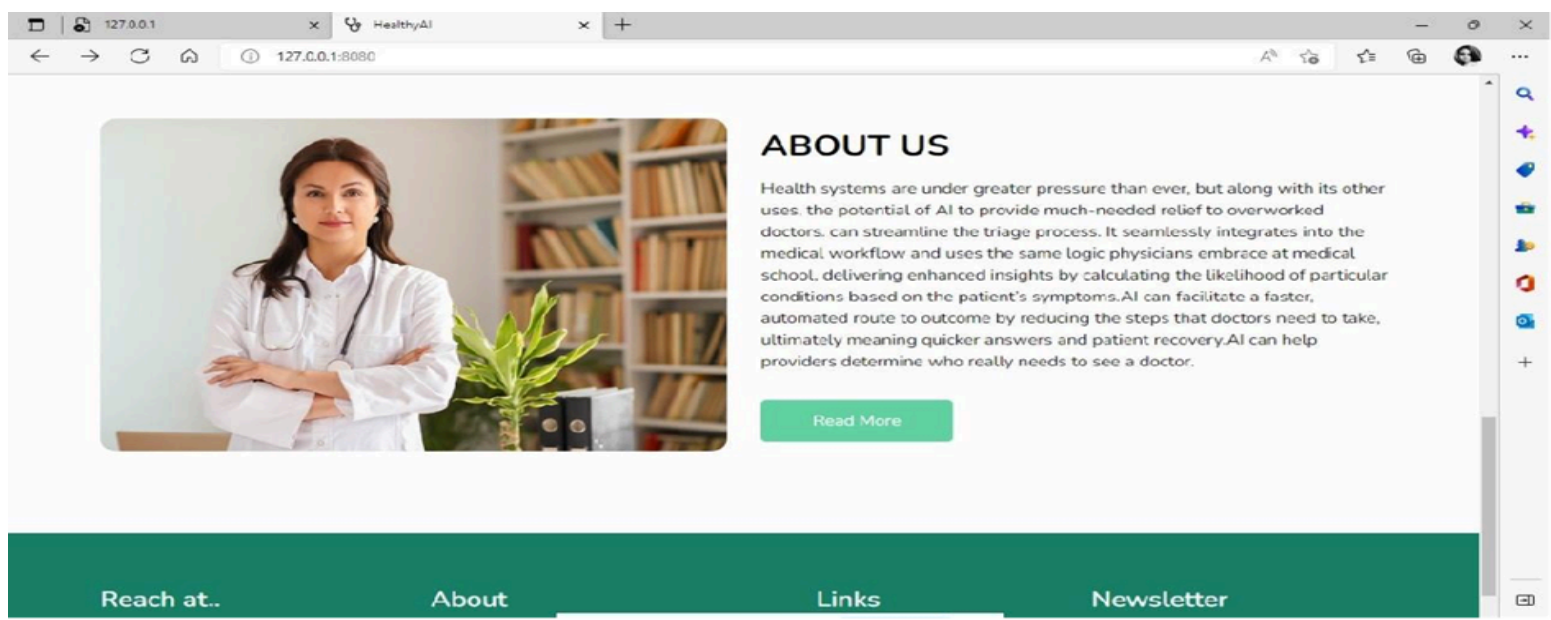 127.0.0.1
HealthyAI
127.0.0.1:8080
ABOUT US
Health systems are under greater pressure than ever, but along with its other
uses, the potential of AI to provide much-needed relief to overworked
doctors, can streamline the triage process. It seamlessly integrates into the
medical workflow and uses the same logic physicians embrace at medical
school, delivering enhanced insights by calculating the likelihood of particular
conditions based on the patient's symptoms.AI can facilitate a faster,
automated route to outcome by reducing the steps that doctors need to take,
ultimately meaning quicker answers and patient recovery.AI can help
providers determine who really needs to see a doctor.
Read More
Reach at..
About
Links
Newsletter